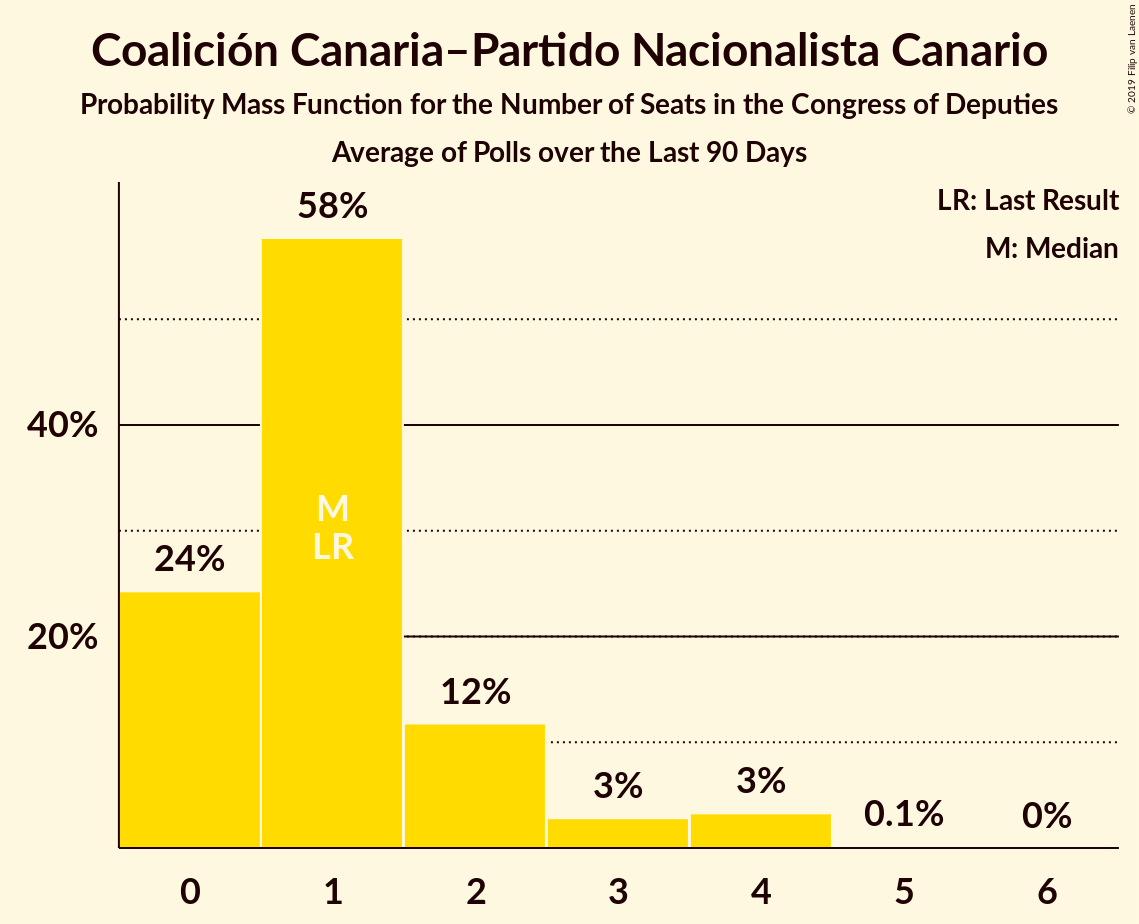 Coalición Canaria–Partido Nacionalista Canario
Probability Mass Function for the Number of Seats in the Congress of Deputies
Average of Polls over the Last 90 Days
© 2019 Filip van Laenen
LR: Last Result
M: Median
58%
40%
M
LR
24%
20%
12%
3%
3%
0.1%
0%
0 1 2 3 4 5 6